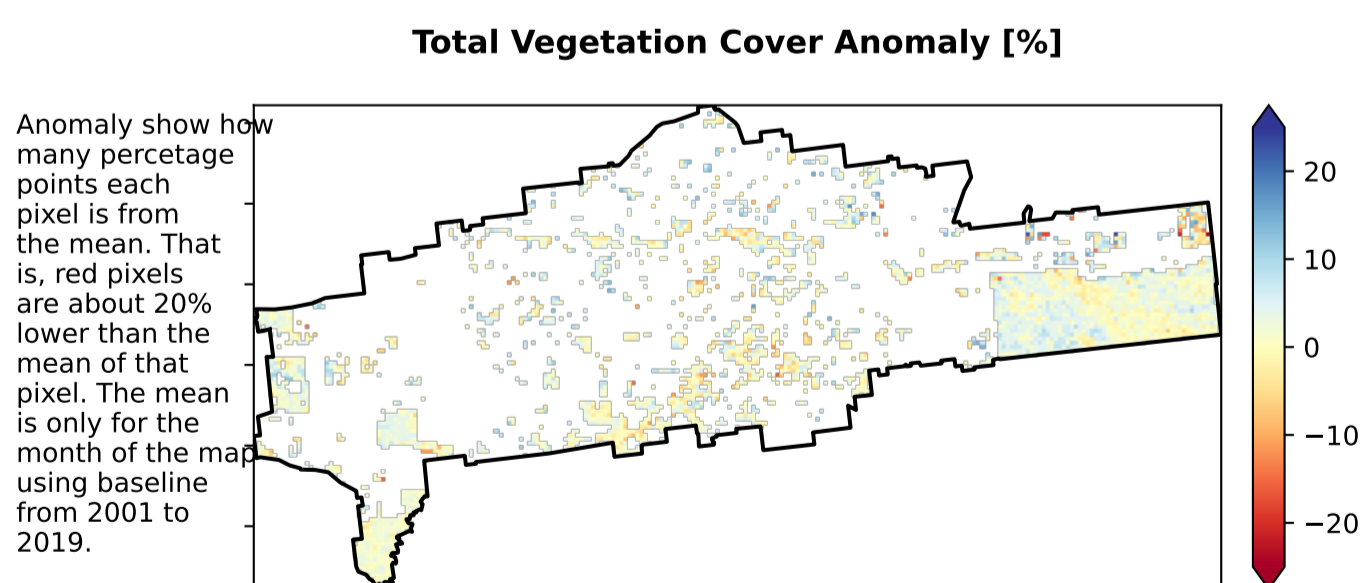 Total Vegetation Cover Anomaly [%]
Anomaly show how
many percetage
points each
pixel is from
the mean. That
is, red pixels
are about 20%
lower than the
mean of that
pixel. The mean
is only for the
month of the map
using baseline
from 2001 to
2019.
20
10
0
−10
−20